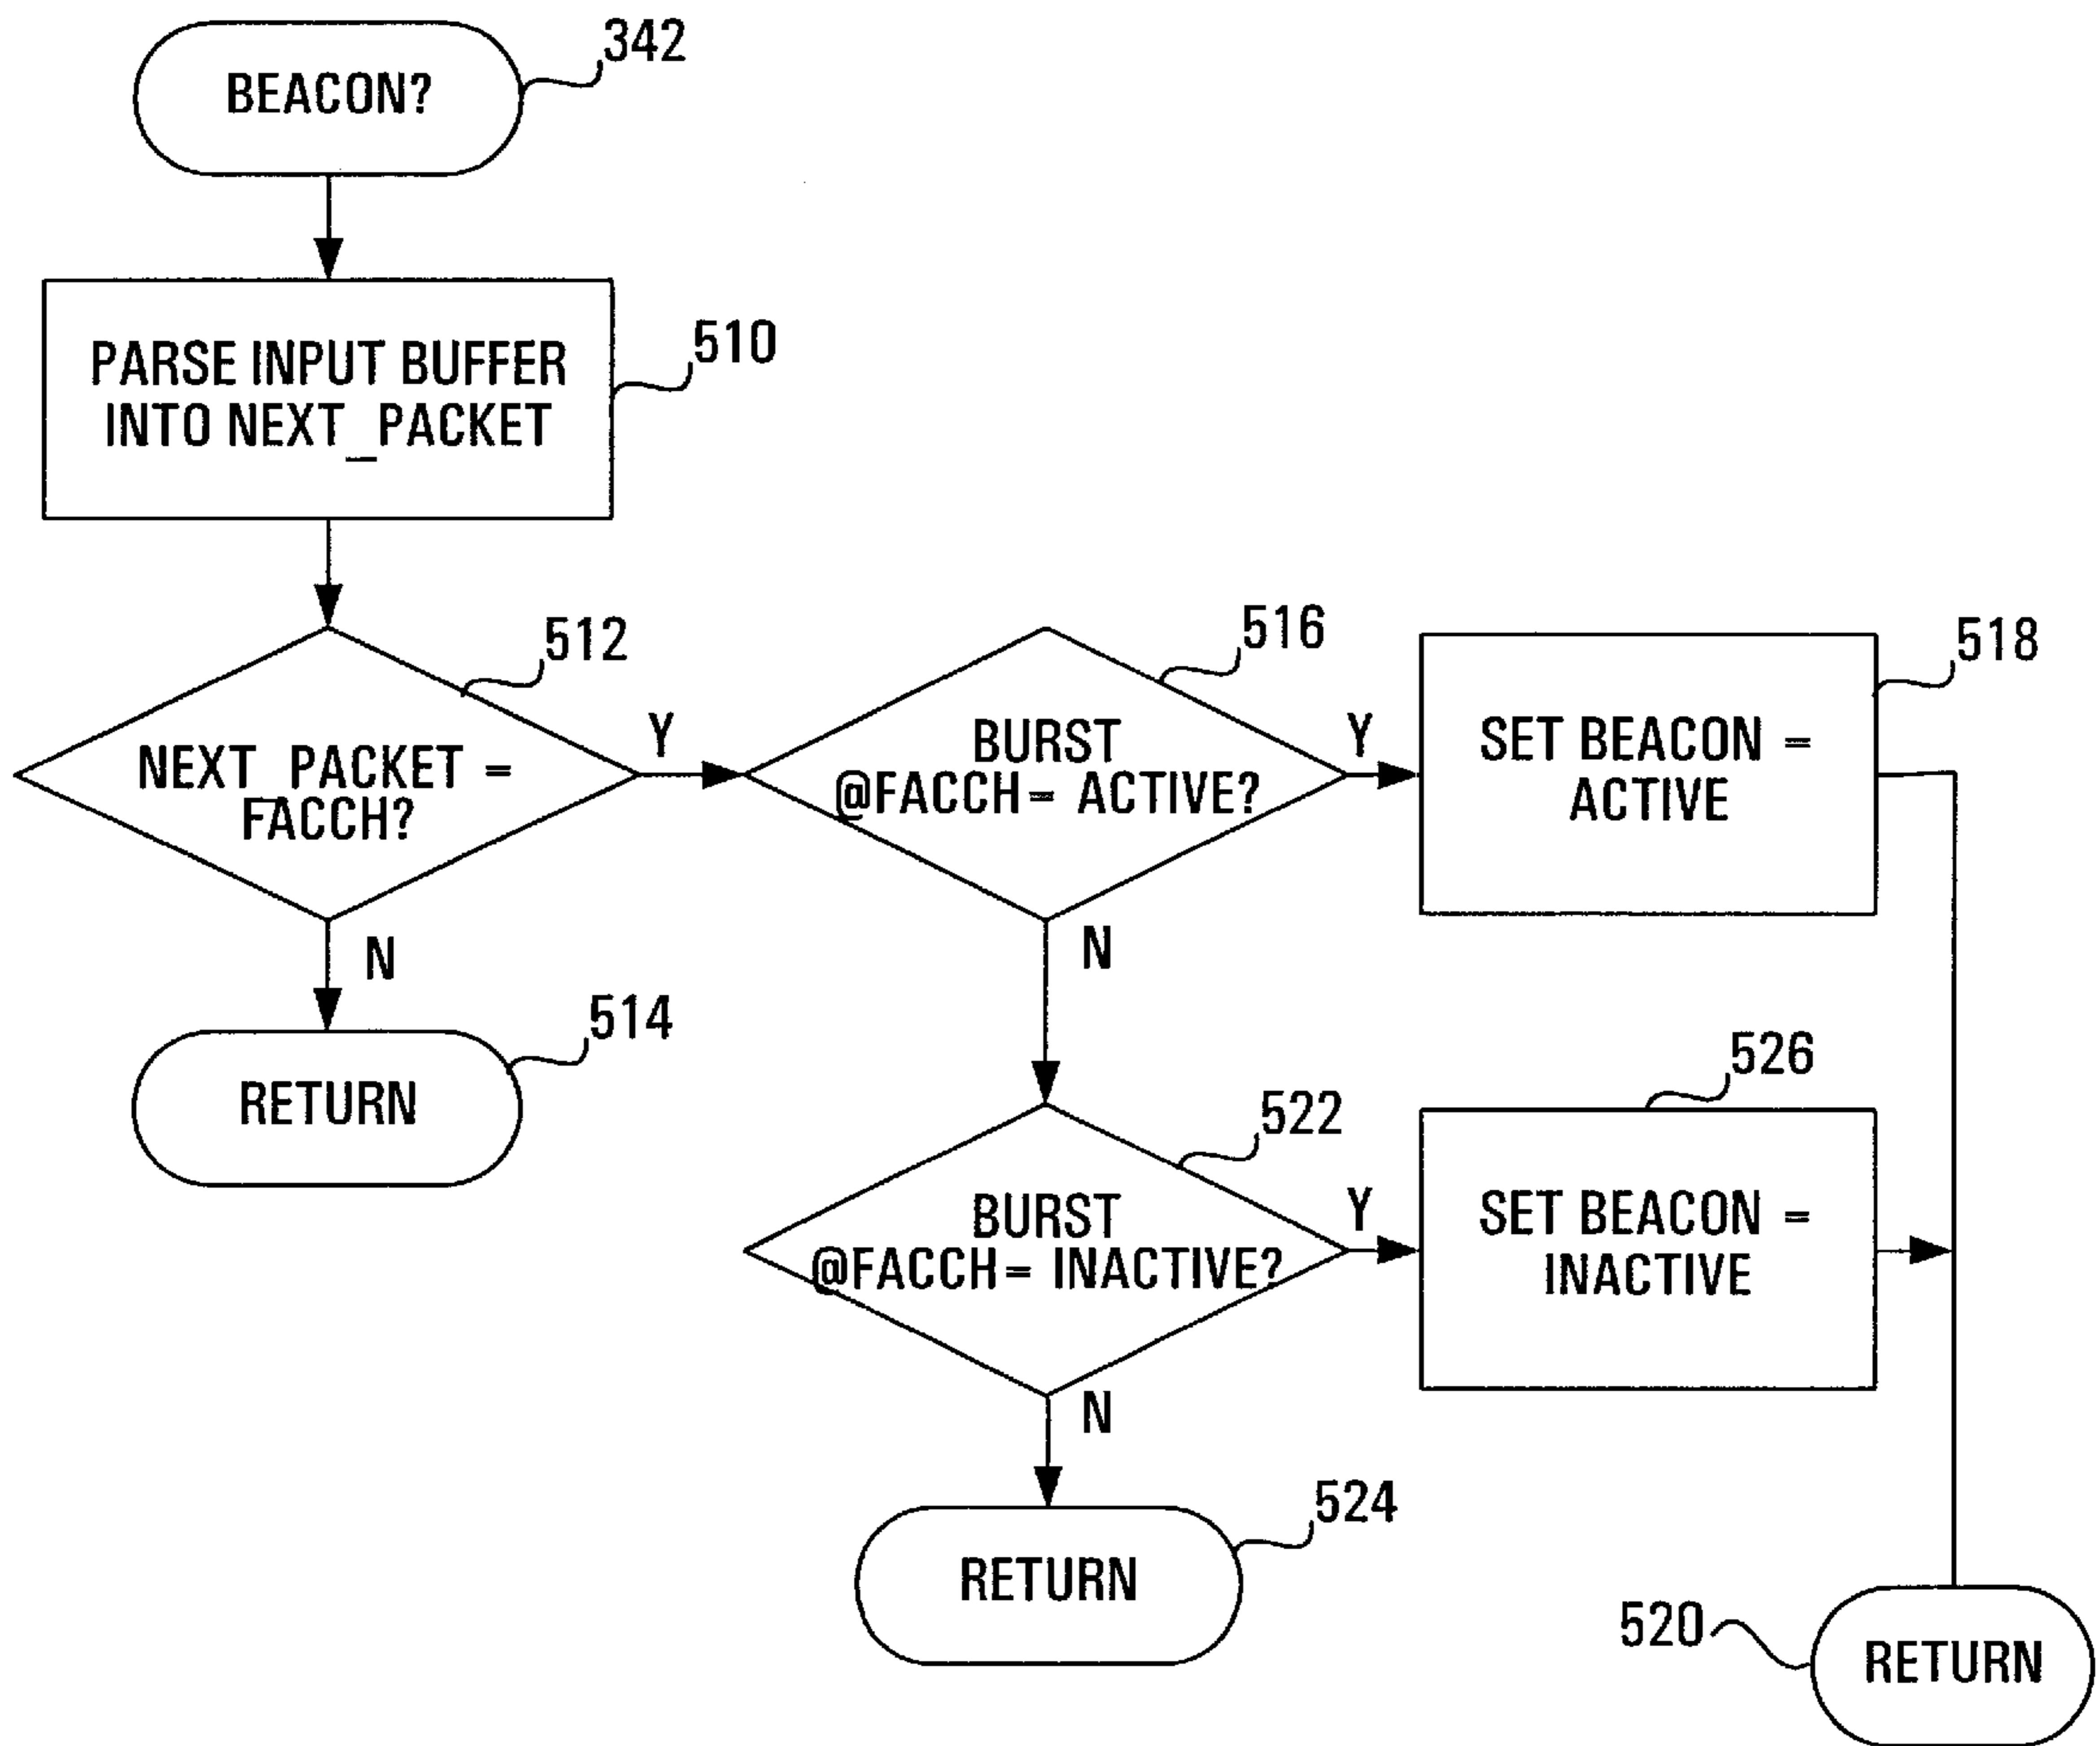 342
BEACON?
510
PARSE INPUT BUFFER
INTO NEXT_PACKET
512
NEXT_PACKET =
FACCH?
Y
N
514
RETURN
516
BURST
@FACCH = ACTIVE?
Y
N
518
SET BEACON =
ACTIVE
522
BURST
@FACCH = INACTIVE?
Y
N
526
SET BEACON =
INACTIVE
524
RETURN
520
RETURN